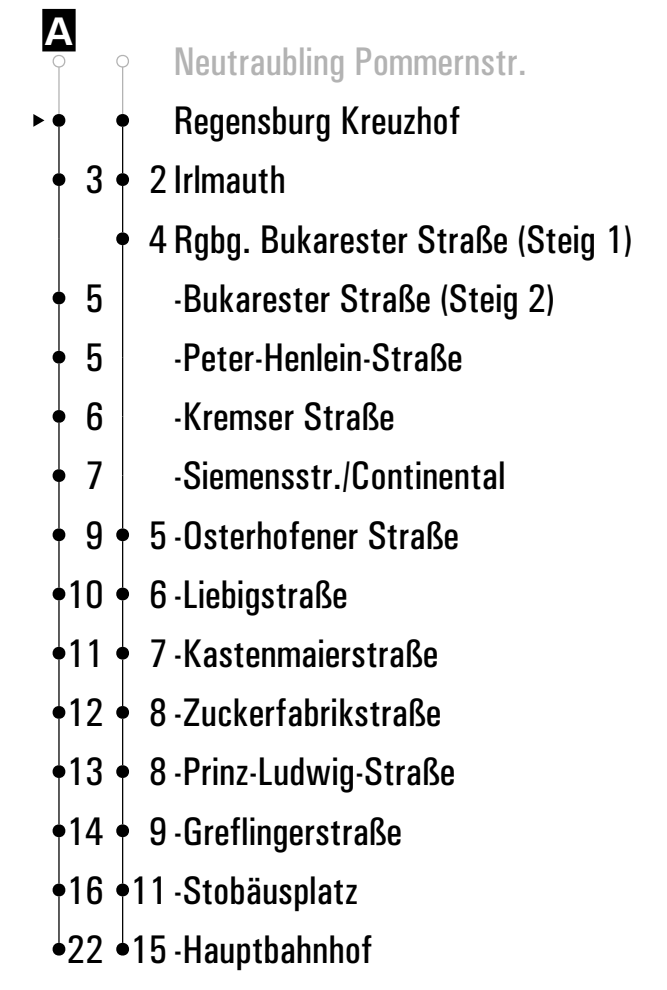 A
Neutraubling Pommernstr.
Regensburg Kreuzhof
3 2 Irlmauth
4 Rgbg. Bukarester Straße (Steig 1)
5 -Bukarester Straße (Steig 2)
5 -Peter-Henlein-Straße
6 -Kremser Straße
7 -Siemensstr./Continental
9 5 -Osterhofener Straße
10 6 -Liebigstraße
11 7 -Kastenmaierstraße
12 8 -Zuckerfabrikstraße
13 8 -Prinz-Ludwig-Straße
14 9 -Greflingerstraße
16 11 -Stobäusplatz
22 15 -Hauptbahnhof